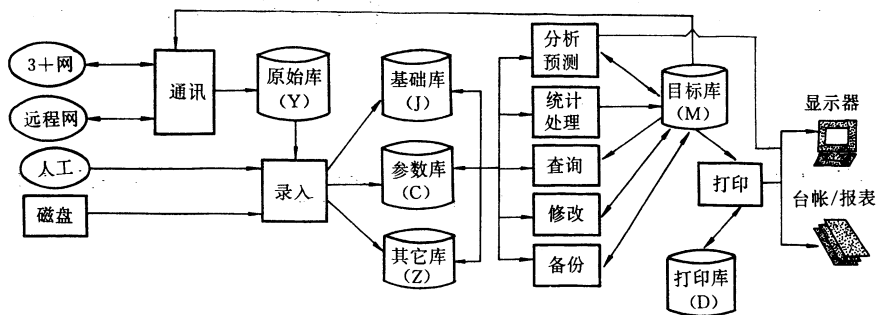 3+网
远程网
人工
磁盘
通讯
原始库
(Y)
录入
基础库
(J)
参数库
(C)
其它库
(Z)
分析
预测
统计
处理
查询
修改
备份
目标库
(M)
打印
打印库
(D)
显示器
台帐/报表